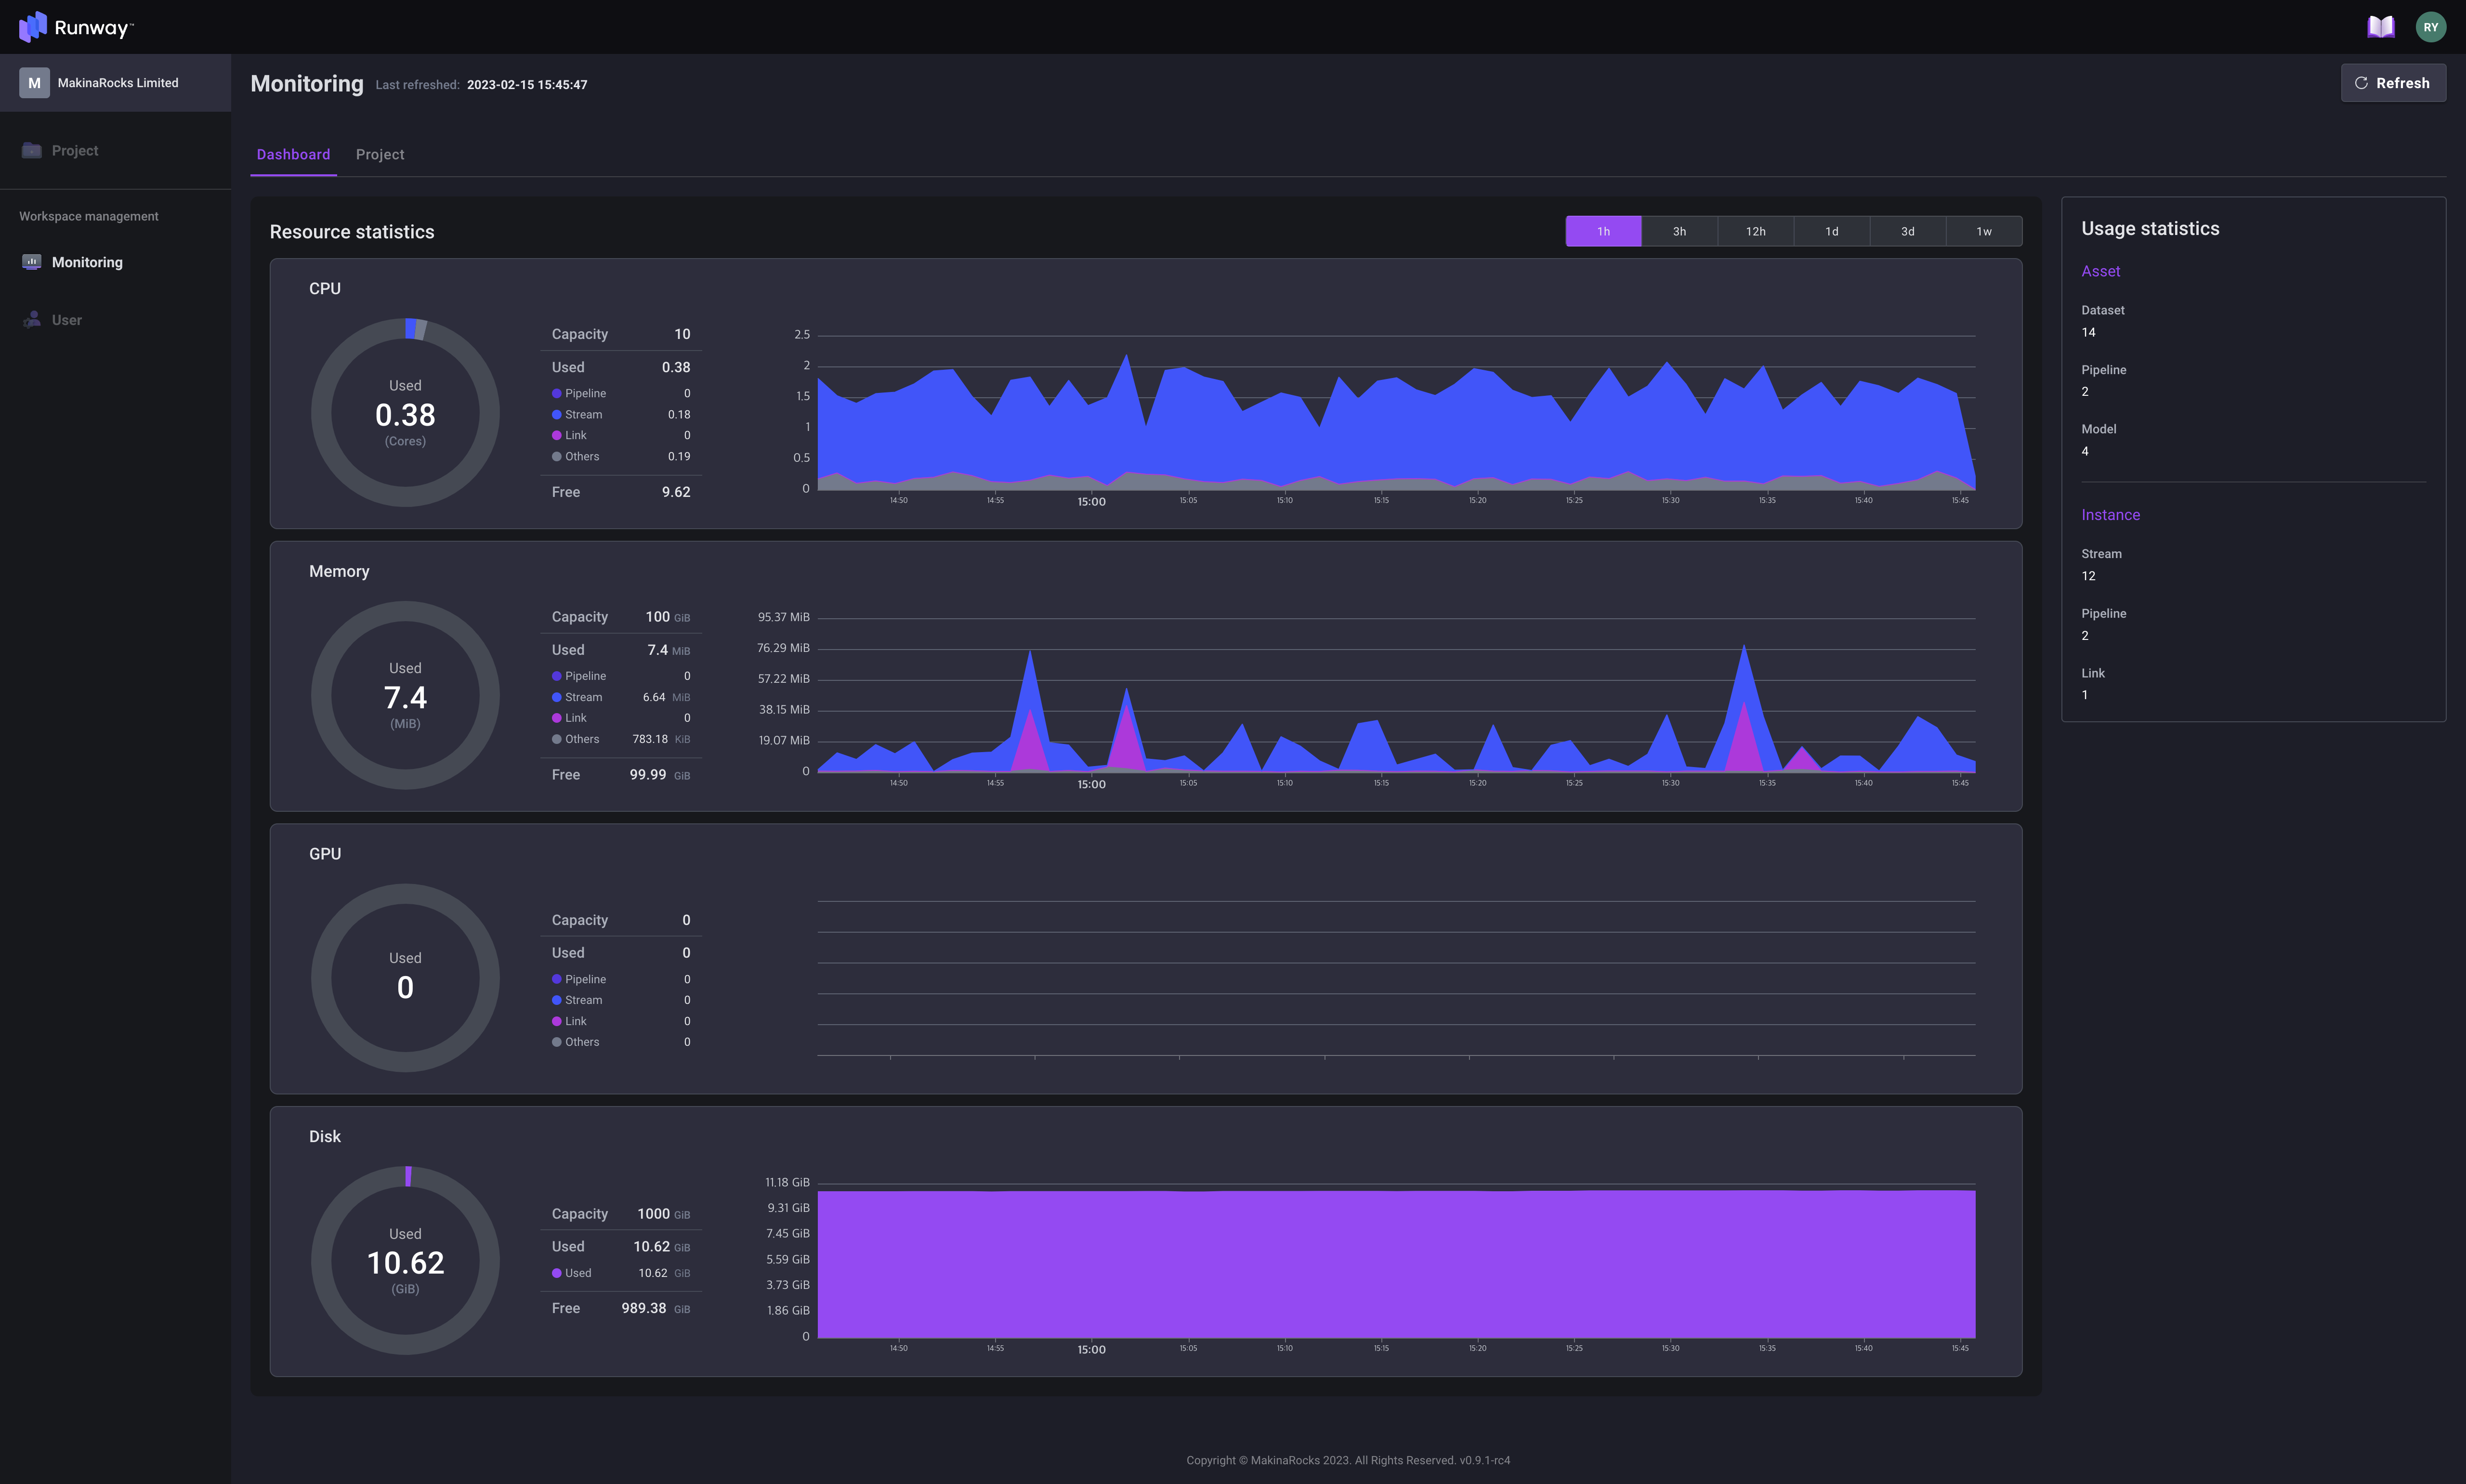 Runway™
RY
M MakinaRocks Limited
Project
Workspace management
Monitoring
User
Monitoring Last refreshed: 2023-02-15 15:45:47
Refresh
Dashboard Project
Resource statistics
1h 3h 12h 1d 3d 1w
CPU
Used
0.38
(Cores)
Capacity 10
Used 0.38
Pipeline 0
Stream 0.18
Link 0
Others 0.19
Free 9.62
2.5
2
1.5
1
0.5
0
14:50 14:55 15:00 15:05 15:10 15:15 15:20 15:25 15:30 15:35 15:40 15:45
Memory
Used
7.4
(MiB)
Capacity 100 GiB
Used 7.4 MiB
Pipeline 0
Stream 6.64 MiB
Link 0
Others 783.18 KiB
Free 99.99 GiB
95.37 MiB
76.29 MiB
57.22 MiB
38.15 MiB
19.07 MiB
0
14:50 14:55 15:00 15:05 15:10 15:15 15:20 15:25 15:30 15:35 15:40 15:45
GPU
Used
0
Capacity 0
Used 0
Pipeline 0
Stream 0
Link 0
Others 0
Disk
Used
10.62
(GiB)
Capacity 1000 GiB
Used 10.62 GiB
Used 10.62 GiB
Free 989.38 GiB
11.18 GiB
9.31 GiB
7.45 GiB
5.59 GiB
3.73 GiB
1.86 GiB
0
14:50 14:55 15:00 15:05 15:10 15:15 15:20 15:25 15:30 15:35 15:40 15:45
Usage statistics
Asset
Dataset
14
Pipeline
2
Model
4
Instance
Stream
12
Pipeline
2
Link
1
Copyright © MakinaRocks 2023. All Rights Reserved. v0.9.1-rc4